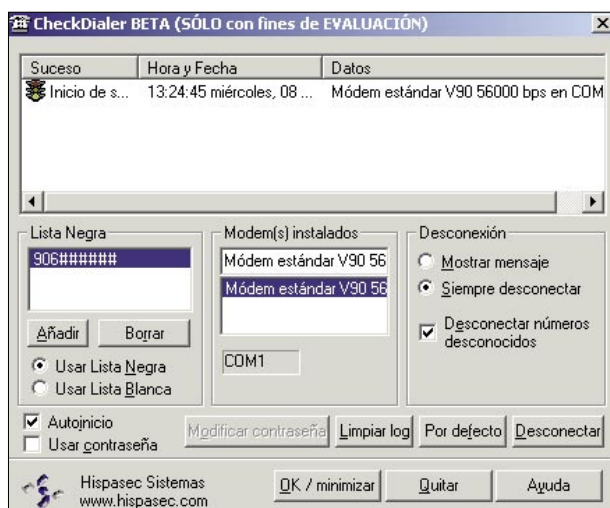 CheckDialer BETA (SÓLO con fines de EVALUACIÓN)
Suceso Hora y Fecha Datos
Inicio de s... 13:24:45 miércoles, 08 ... Módem estándar V90 56000 bps en COM
Lista Negra
906######
Añadir Borrar
Usar Lista Negra
Usar Lista Blanca
Modem(s) instalados
Módem estándar V90 56
Módem estándar V90 56
COM1
Desconexión
Mostrar mensaje
Siempre desconectar
Desconectar números
desconocidos
Autoinicio
Usar contraseña
Modificar contraseña Limpiar log Por defecto Desconectar
Hispasec Sistemas
www.hispasec.com
OK / minimizar Quitar Ayuda